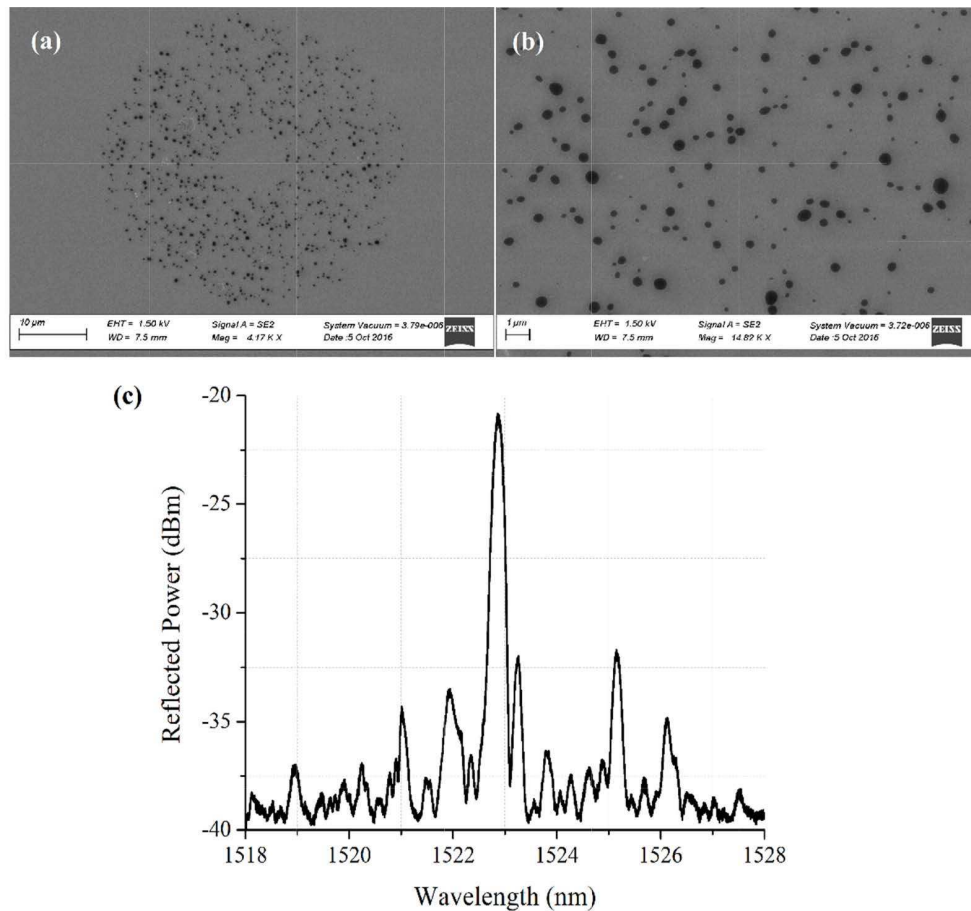 (a)
10 µm
EHT = 1.50 kV
WD = 7.5 mm
Signal A = SE2
Mag = 4.17 K X
System Vacuum = 3.79e-006
Date :5 Oct 2016
ZEISS
(b)
1 µm
EHT = 1.50 kV
WD = 7.5 mm
Signal A = SE2
Mag = 14.82 K X
System Vacuum = 3.72e-006
Date :5 Oct 2016
ZEISS
(c)
Reflected Power (dBm)
-20
-25
-30
-35
-40
1518 1520 1522 1524 1526 1528
Wavelength (nm)